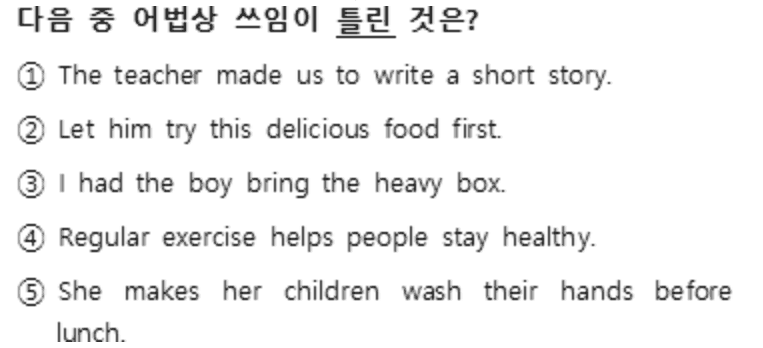 다음 중 어법상 쓰임이 틀린 것은?
① The teacher made us to write a short story.
② Let him try this delicious food first.
③ I had the boy bring the heavy box.
④ Regular exercise helps people stay healthy.
⑤ She makes her children wash their hands before
lunch.